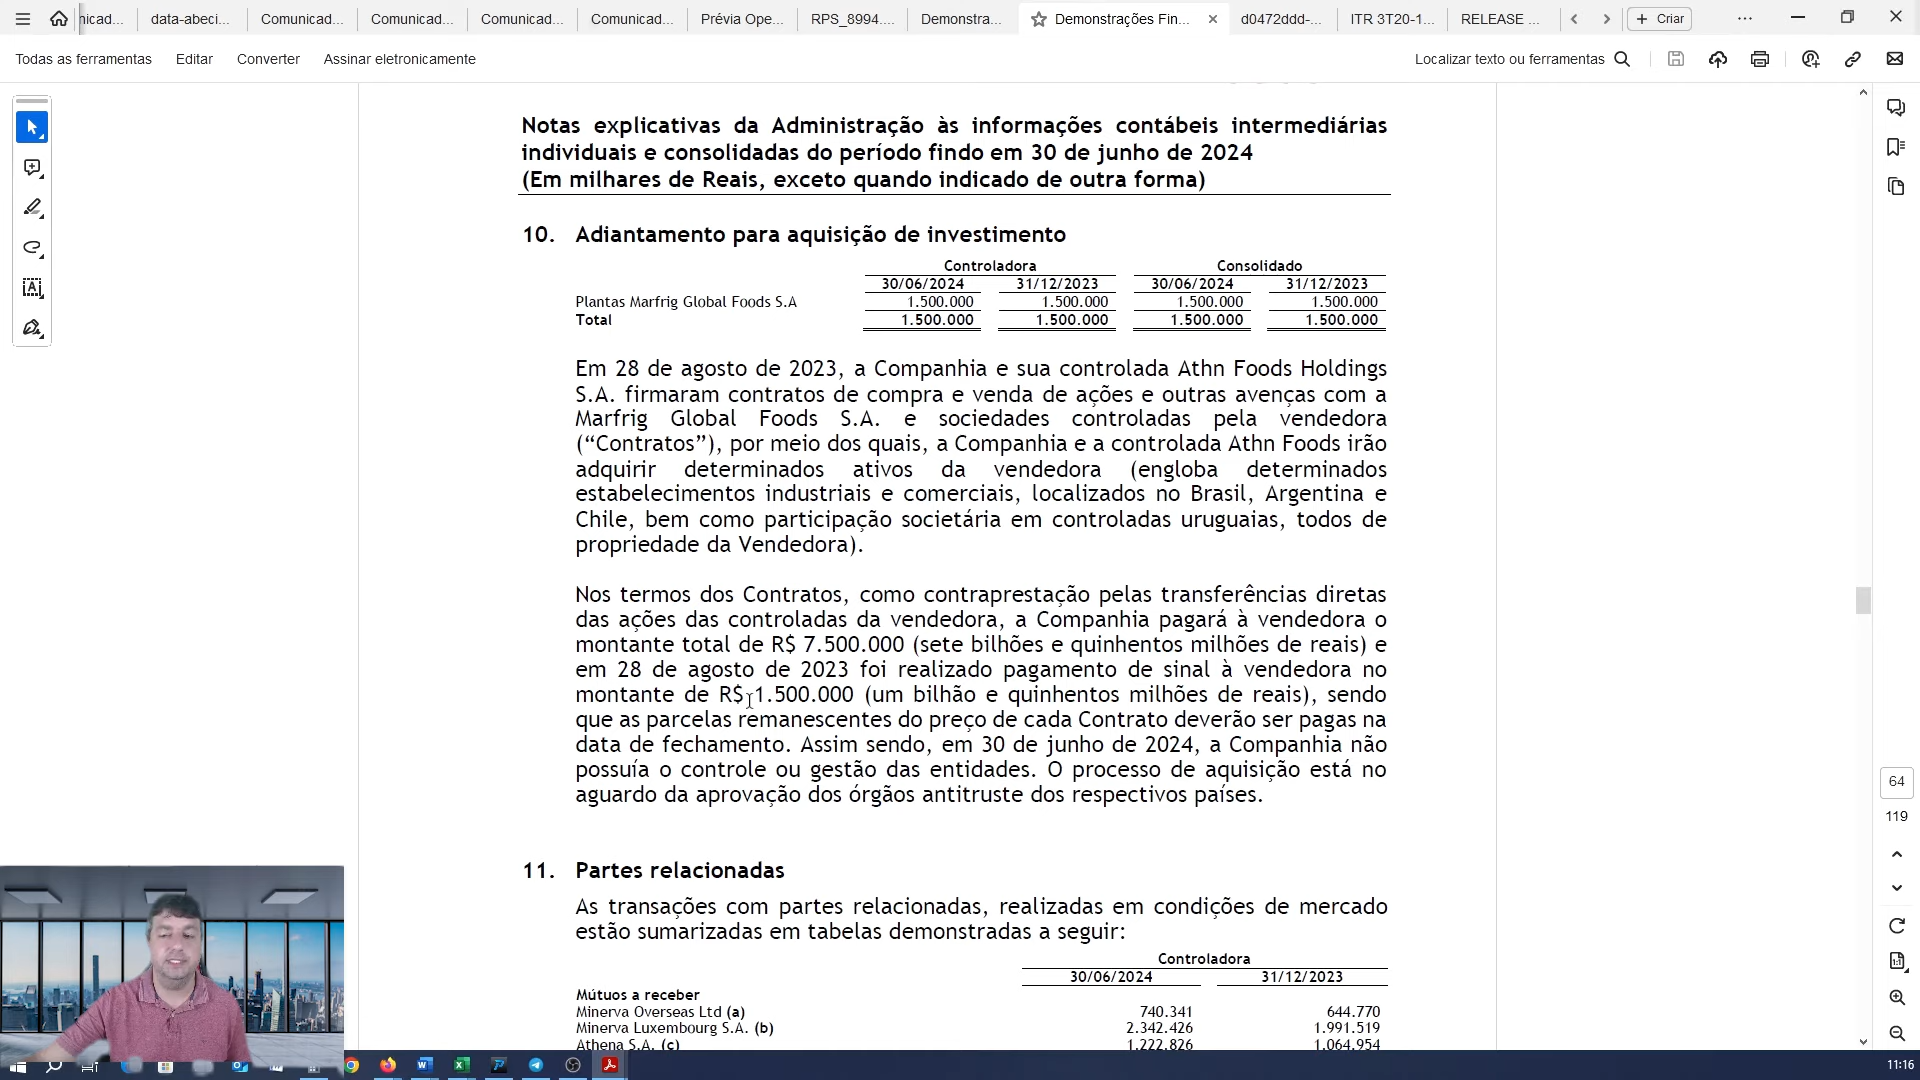 nicad...
data-abeci...
Comunicad...
Comunicad...
Comunicad...
Comunicad...
Prévia Ope...
RPS_8994....
Demonstra...
Demonstrações Fin...
d0472ddd-...
ITR 3T20-1...
RELEASE ...
Criar
Todas as ferramentas
Editar
Converter
Assinar eletronicamente
Localizar texto ou ferramentas
Notas explicativas da Administração às informações contábeis intermediárias
individuais e consolidadas do período findo em 30 de junho de 2024
(Em milhares de Reais, exceto quando indicado de outra forma)
10. Adiantamento para aquisição de investimento
Controladora Consolidado
30/06/2024 31/12/2023 30/06/2024 31/12/2023
Plantas Marfrig Global Foods S.A 1.500.000 1.500.000 1.500.000 1.500.000
Total 1.500.000 1.500.000 1.500.000 1.500.000
Em 28 de agosto de 2023, a Companhia e sua controlada Athn Foods Holdings
S.A. firmaram contratos de compra e venda de ações e outras avenças com a
Marfrig Global Foods S.A. e sociedades controladas pela vendedora
(“Contratos”), por meio dos quais, a Companhia e a controlada Athn Foods irão
adquirir determinados ativos da vendedora (engloba determinados
estabelecimentos industriais e comerciais, localizados no Brasil, Argentina e
Chile, bem como participação societária em controladas uruguaias, todos de
propriedade da Vendedora).
Nos termos dos Contratos, como contraprestação pelas transferências diretas
das ações das controladas da vendedora, a Companhia pagará à vendedora o
montante total de R$ 7.500.000 (sete bilhões e quinhentos milhões de reais) e
em 28 de agosto de 2023 foi realizado pagamento de sinal à vendedora no
montante de R$ 1.500.000 (um bilhão e quinhentos milhões de reais), sendo
que as parcelas remanescentes do preço de cada Contrato deverão ser pagas na
data de fechamento. Assim sendo, em 30 de junho de 2024, a Companhia não
possuía o controle ou gestão das entidades. O processo de aquisição está no
aguardo da aprovação dos órgãos antitruste dos respectivos países.
11. Partes relacionadas
As transações com partes relacionadas, realizadas em condições de mercado
estão sumarizadas em tabelas demonstradas a seguir:
Controladora
30/06/2024 31/12/2023
Mútuos a receber
Minerva Overseas Ltd (a) 740.341 644.770
Minerva Luxembourg S.A. (b) 2.342.426 1.991.519
Athena S.A. (c) 1.222.826 1.064.954
64
119
11:16